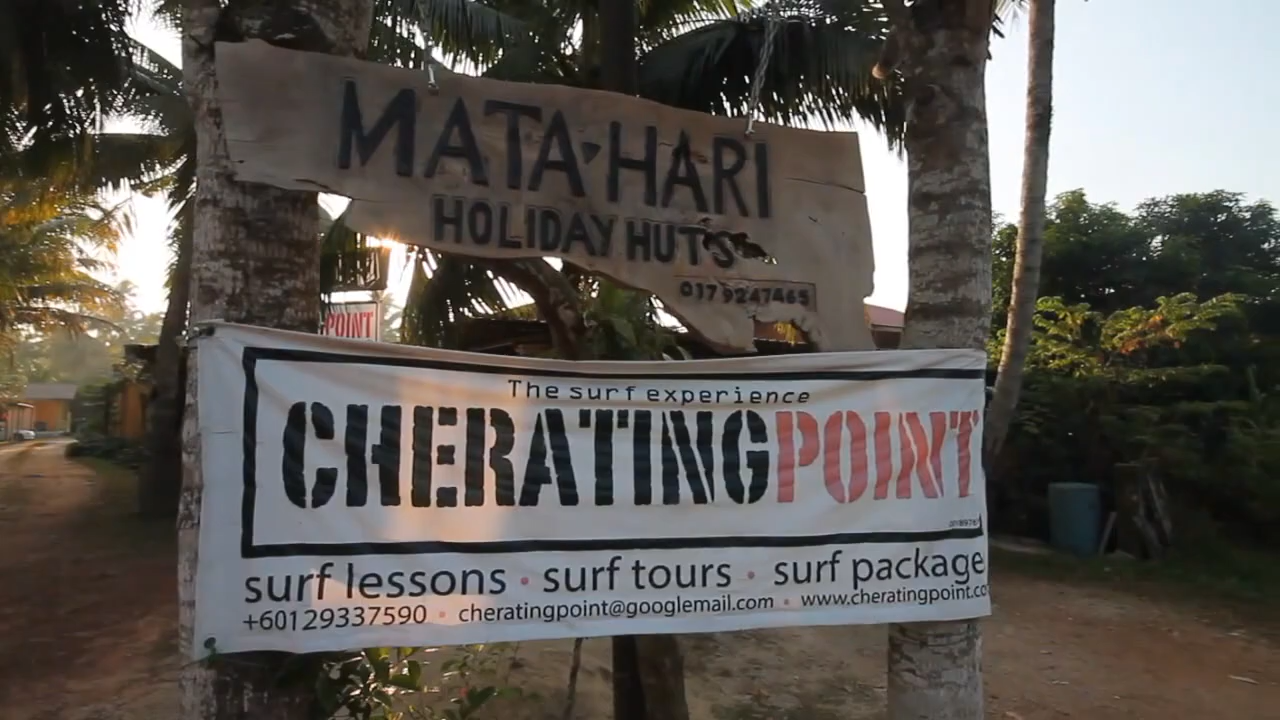 MATA·HARI
HOLIDAY HUTS
017 9247465
POINT
The surf experience
CHERATINGPOINT
surf lessons • surf tours • surf package
+60129337590 • cheratingpoint@googlemail.com • www.cheratingpoint.co